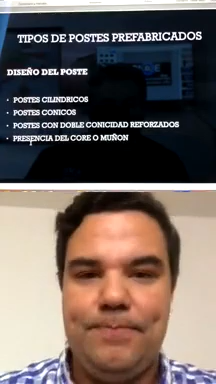 TIPOS DE POSTES PREFABRICADOS
DISEÑO DEL POSTE
• POSTES CILINDRICOS
• POSTES CONICOS
• POSTES CON DOBLE CONICIDAD REFORZADOS
• PRESENCIA DEL CORE O MUÑON